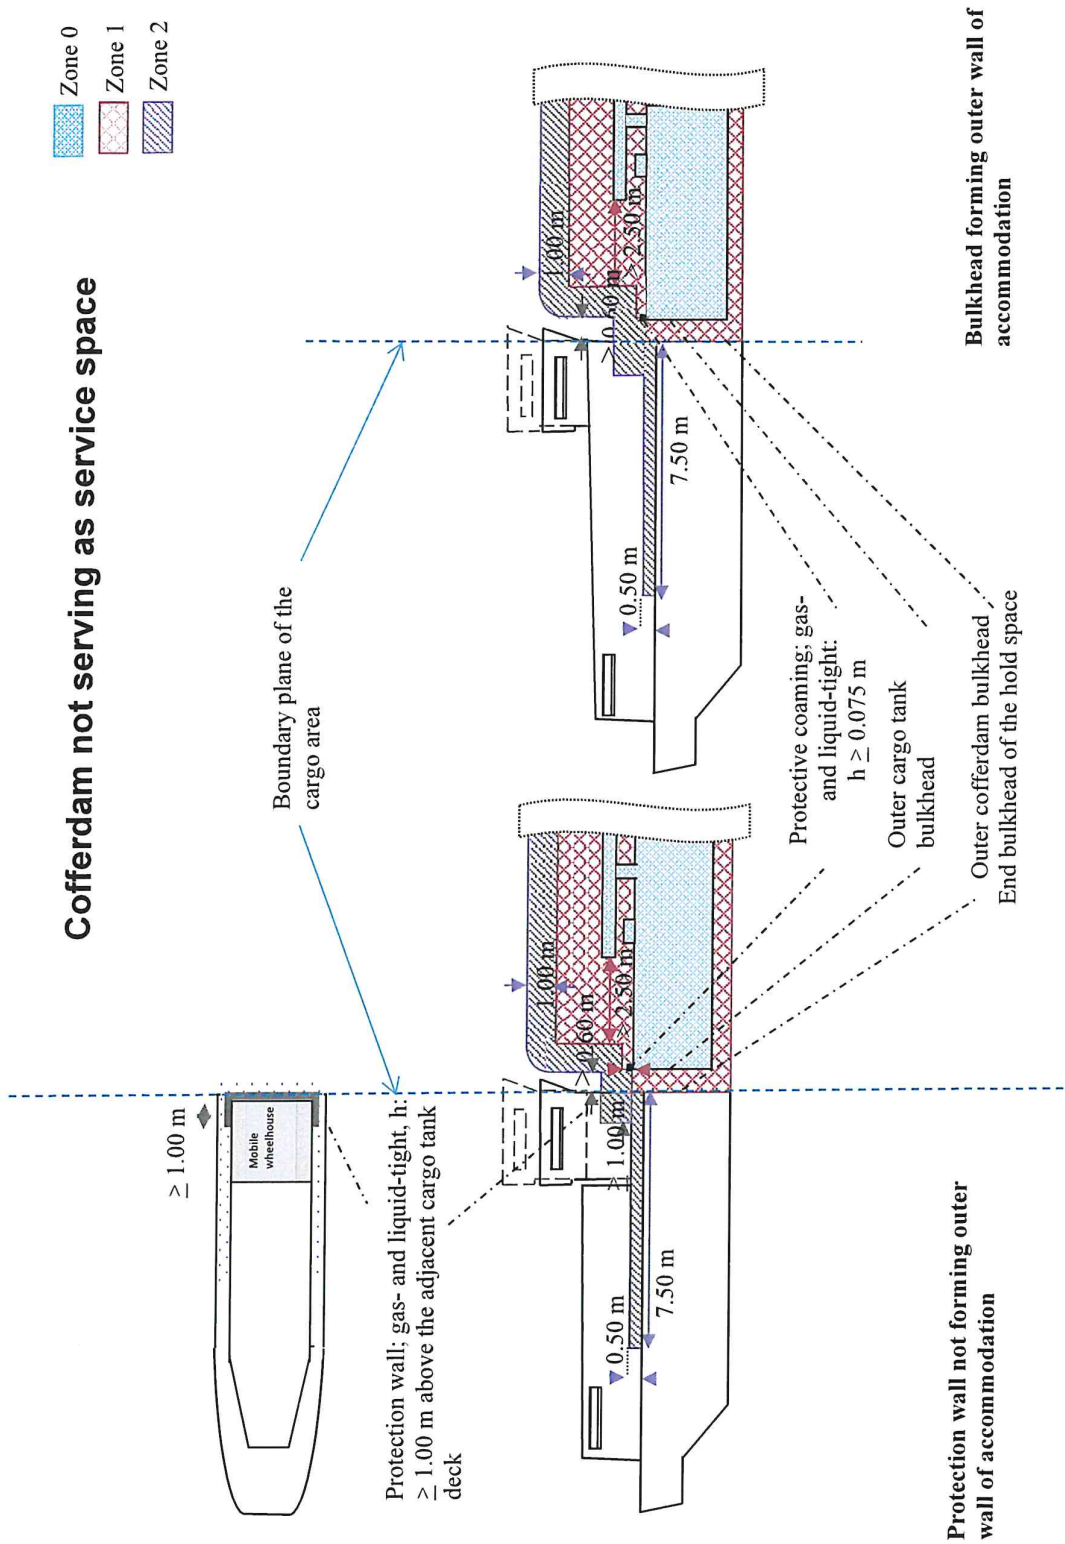 Cofferdam not serving as service space
Zone 0
Zone 1
Zone 2
≥ 1.00 m
Mobile
wheelhouse
Boundary plane of the
cargo area
Protection wall; gas- and liquid-tight, h:
≥ 1.00 m above the adjacent cargo tank
deck
1.00 m
> 0.60 m
> 2.50 m
> 1.00 m
0.50 m
7.50 m
1.00 m
> 2.50 m
0.50 m
7.50 m
Protective coaming; gas-
and liquid-tight:
h ≥ 0.075 m
Outer cargo tank
bulkhead
Outer cofferdam bulkhead
End bulkhead of the hold space
Protection wall not forming outer
wall of accomodation
Bulkhead forming outer wall of
accommodation